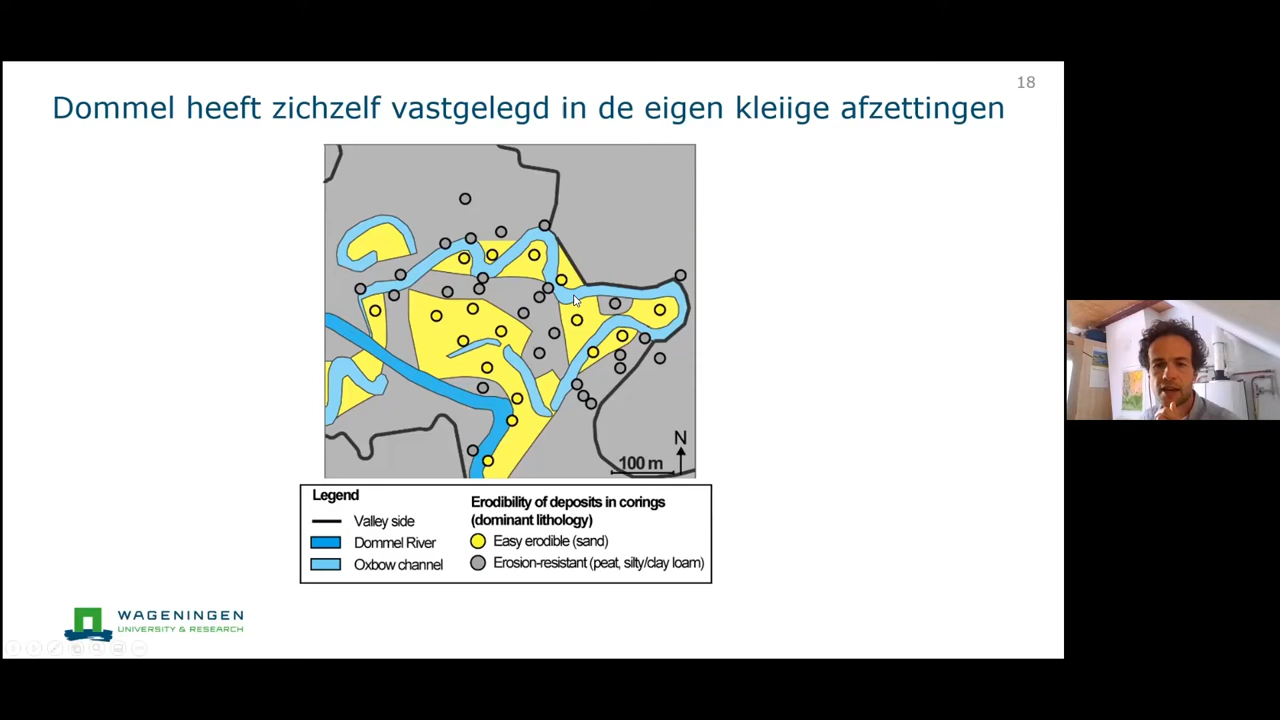 18
Dommel heeft zichzelf vastgelegd in de eigen kleiige afzettingen
N
100 m
Legend
Valley side
Dommel River
Oxbow channel
Erodibility of deposits in corings
(dominant lithology)
Easy erodible (sand)
Erosion-resistant (peat, silty/clay loam)
WAGENINGEN
UNIVERSITY & RESEARCH